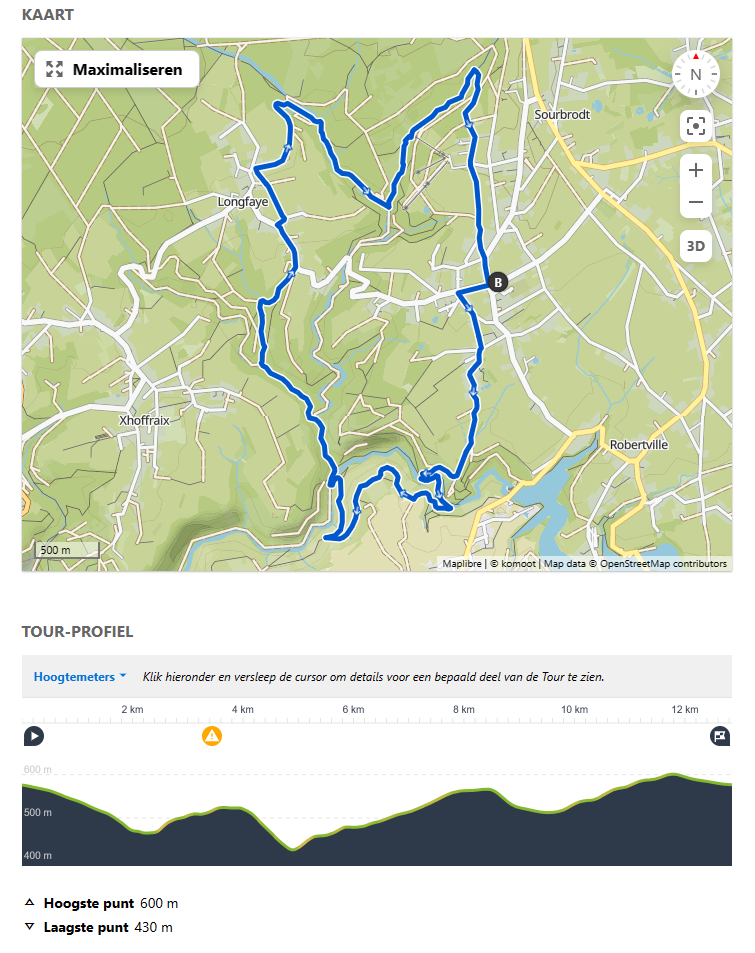 KAART
Maximaliseren
N
Sourbrodt
Longfaye
3D
B
Xhoffraix
Robertville
500 m
Maplibre | © komoot | Map data © OpenStreetMap contributors
TOUR-PROFIEL
Hoogtemeters Klik hieronder en versleep de cursor om details voor een bepaald deel van de Tour te zien.
2 km 4 km 6 km 8 km 10 km 12 km
600 m
500 m
400 m
Hoogste punt 600 m
Laagste punt 430 m